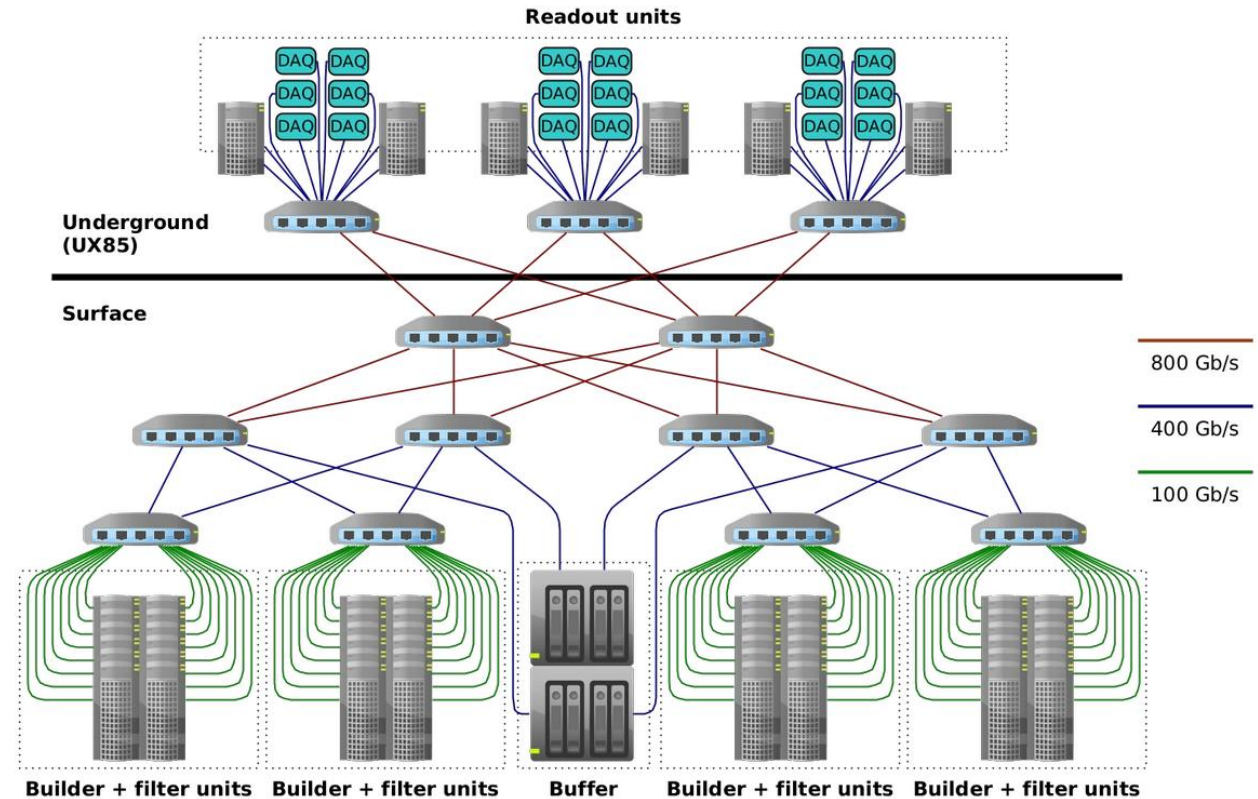 Readout units
DAQ DAQ DAQ DAQ DAQ DAQ
DAQ DAQ DAQ DAQ DAQ DAQ
DAQ DAQ DAQ DAQ DAQ DAQ
Underground
(UX85)
Surface
800 Gb/s
400 Gb/s
100 Gb/s
Builder + filter units Builder + filter units Buffer Builder + filter units Builder + filter units